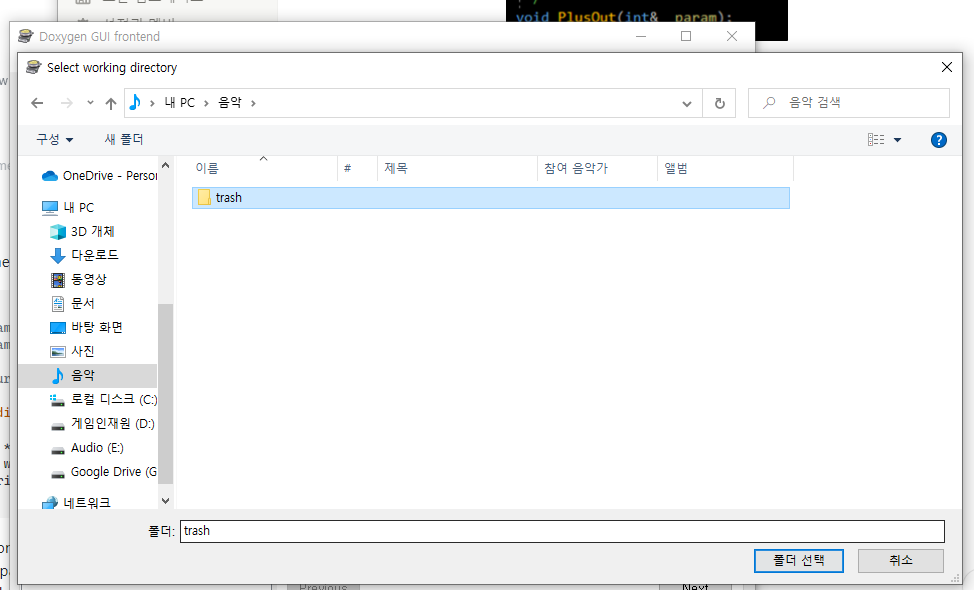 void PlusOut(int& param);
Doxygen GUI frontend
Select working directory
내 PC 음악
음악 검색
구성 새 폴더
이름 # 제목 참여 음악가 앨범
trash
OneDrive - Person
내 PC
3D 개체
다운로드
동영상
문서
바탕 화면
사진
음악
로컬 디스크 (C:)
게임인재원 (D:)
Audio (E:)
Google Drive (G
네트워크
폴더: trash
폴더 선택 취소
Previous Next